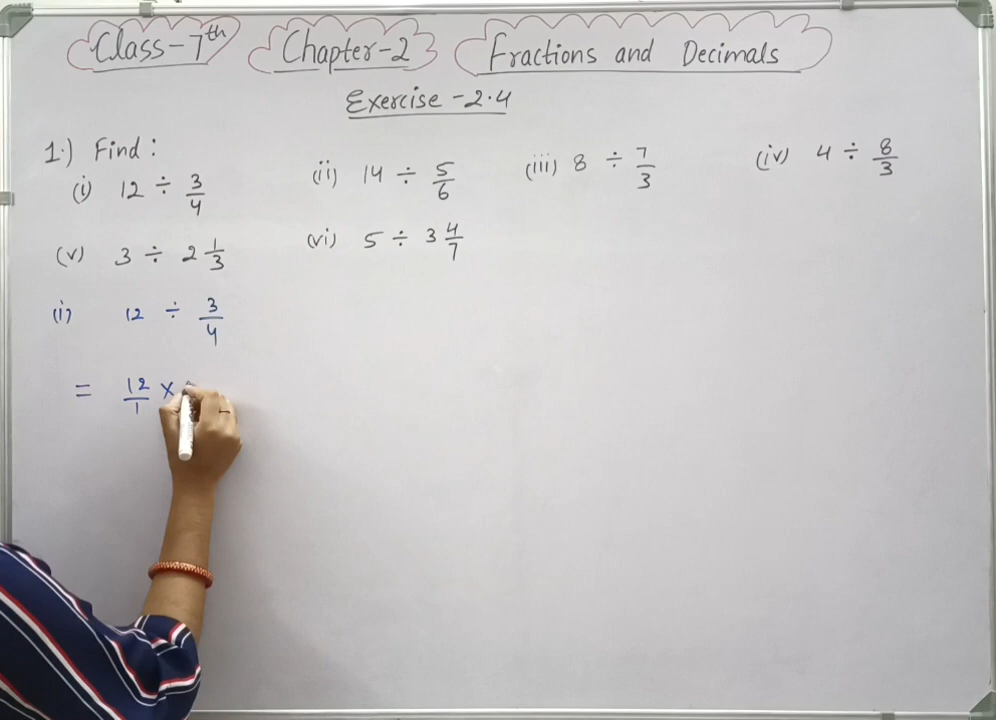 Class-7th Chapter-2 Fractions and Decimals
Exercise-2.4
1.) Find:
(i) 12 ÷ 3/4 (ii) 14 ÷ 5/6 (iii) 8 ÷ 7/3 (iv) 4 ÷ 8/3
(v) 3 ÷ 2 1/3 (vi) 5 ÷ 3 4/7
(i) 12 ÷ 3/4
= 12/1 ×